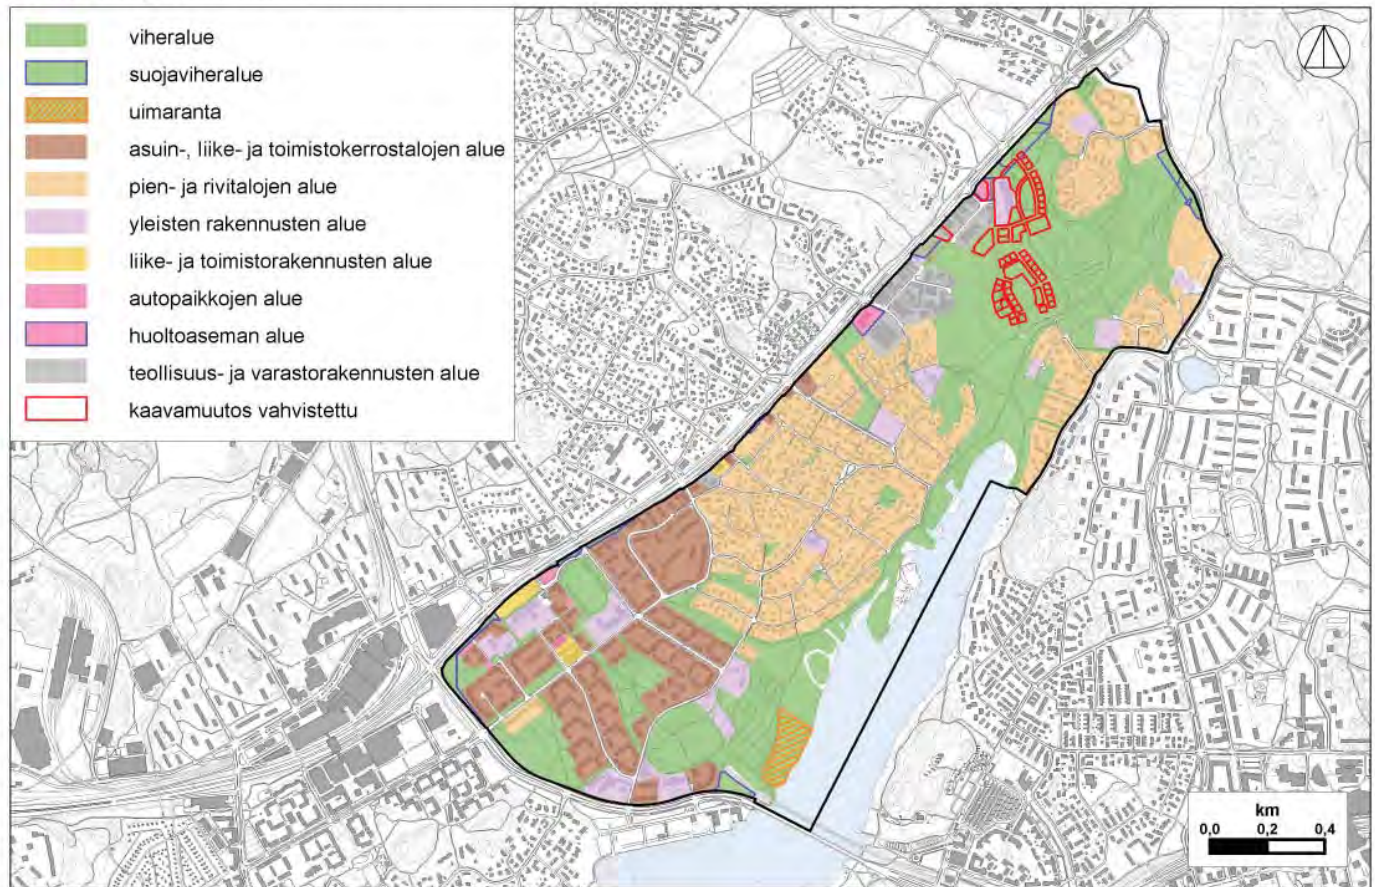 viheralue
suojaviheralue
uimaranta
asuin-, liike- ja toimistokerrostalojen alue
pien- ja rivitalojen alue
yleisten rakennusten alue
liike- ja toimistorakennusten alue
autopaikkojen alue
huoltoaseman alue
teollisuus- ja varastorakennusten alue
kaavamuutos vahvistettu
km
0,0 0,2 0,4